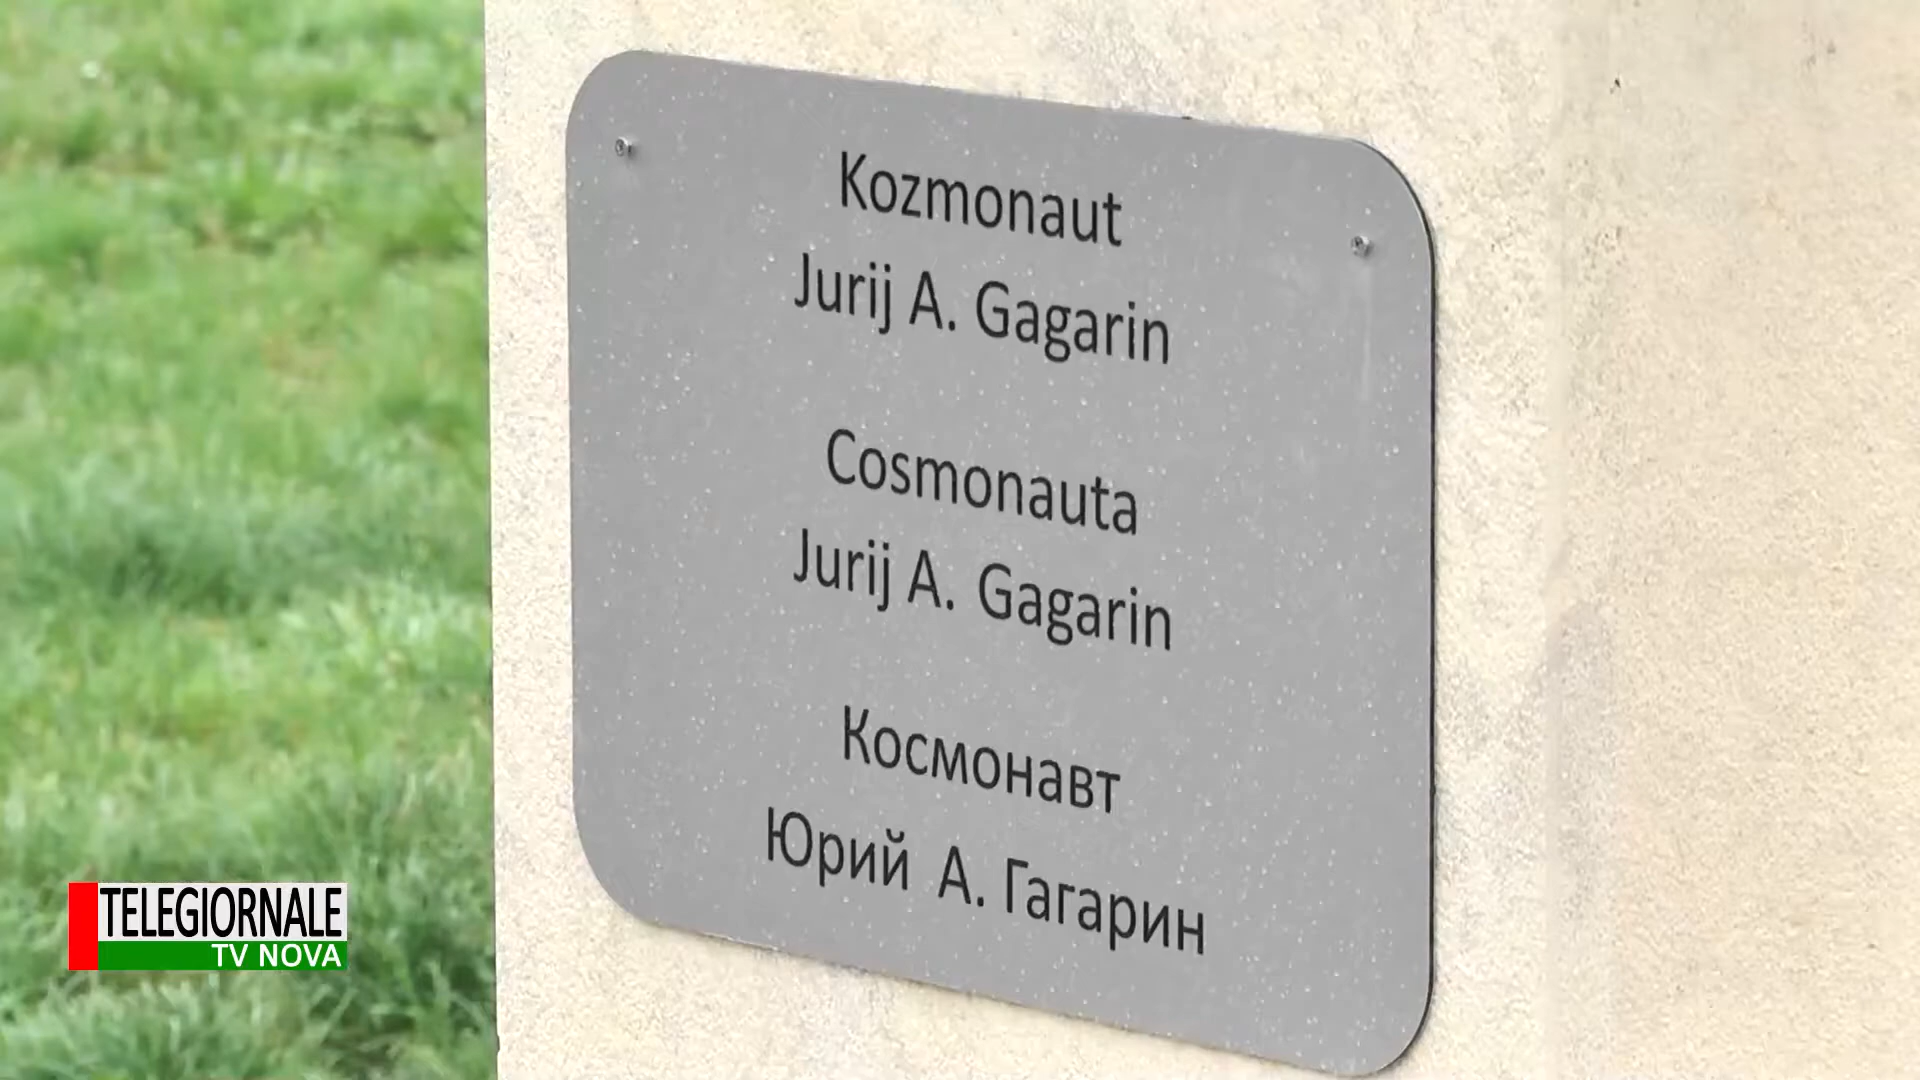 Kozmonaut
Jurij A. Gagarin
Cosmonauta
Jurij A. Gagarin
Космонавт
Юрий А. Гагарин
TELEGIORNALE
TV NOVA